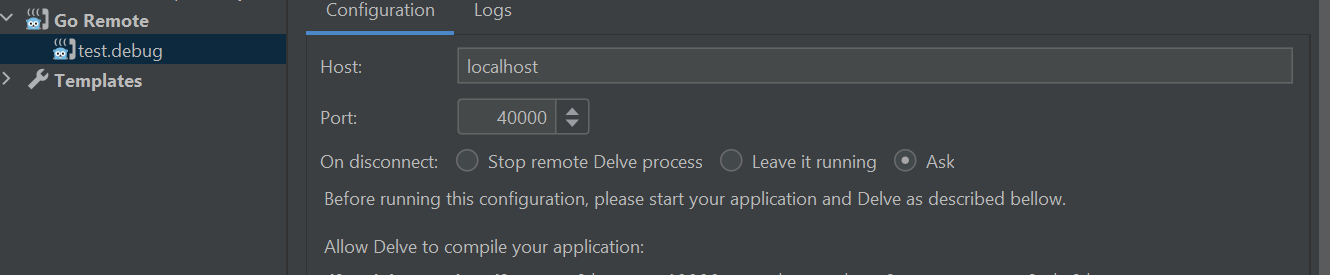 Configuration Logs
Go Remote
test.debug
Templates
Host: localhost
Port: 40000
On disconnect: Stop remote Delve process Leave it running Ask
Before running this configuration, please start your application and Delve as described bellow.
Allow Delve to compile your application: